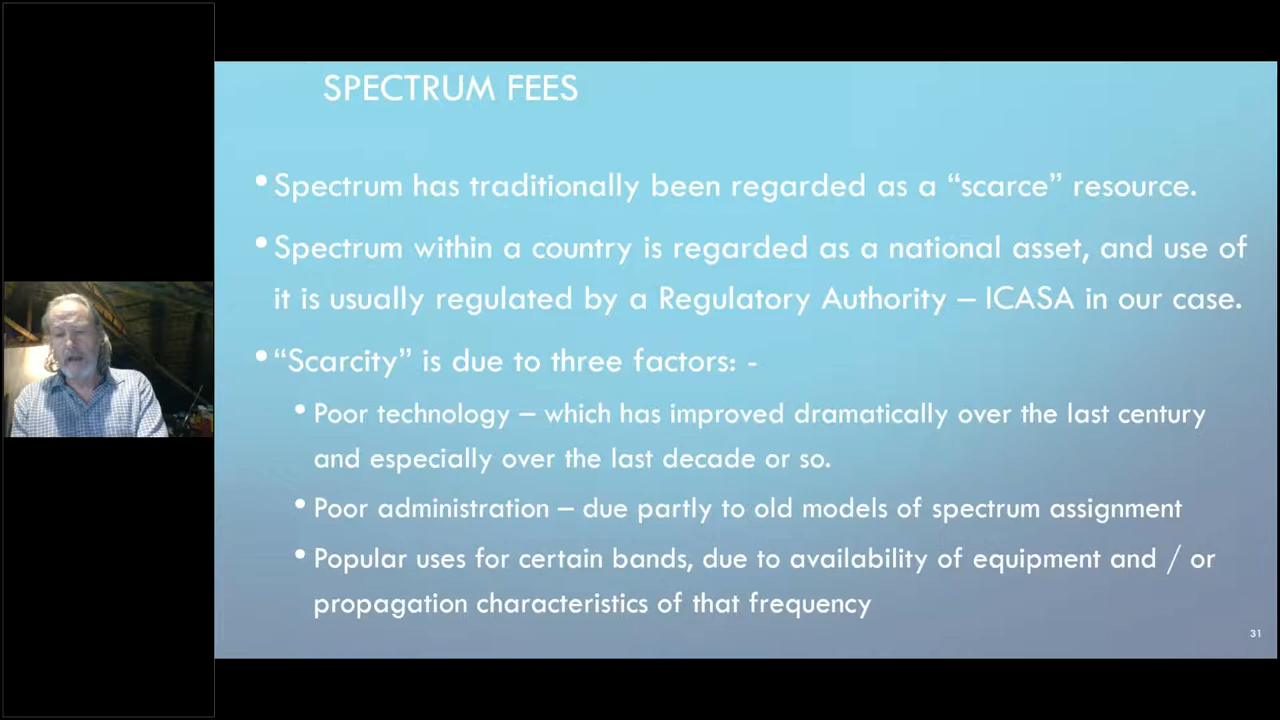 SPECTRUM FEES
• Spectrum has traditionally been regarded as a “scarce” resource.
• Spectrum within a country is regarded as a national asset, and use of
it is usually regulated by a Regulatory Authority – ICASA in our case.
• “Scarcity” is due to three factors: -
• Poor technology – which has improved dramatically over the last century
and especially over the last decade or so.
• Poor administration – due partly to old models of spectrum assignment
• Popular uses for certain bands, due to availability of equipment and / or
propagation characteristics of that frequency
31